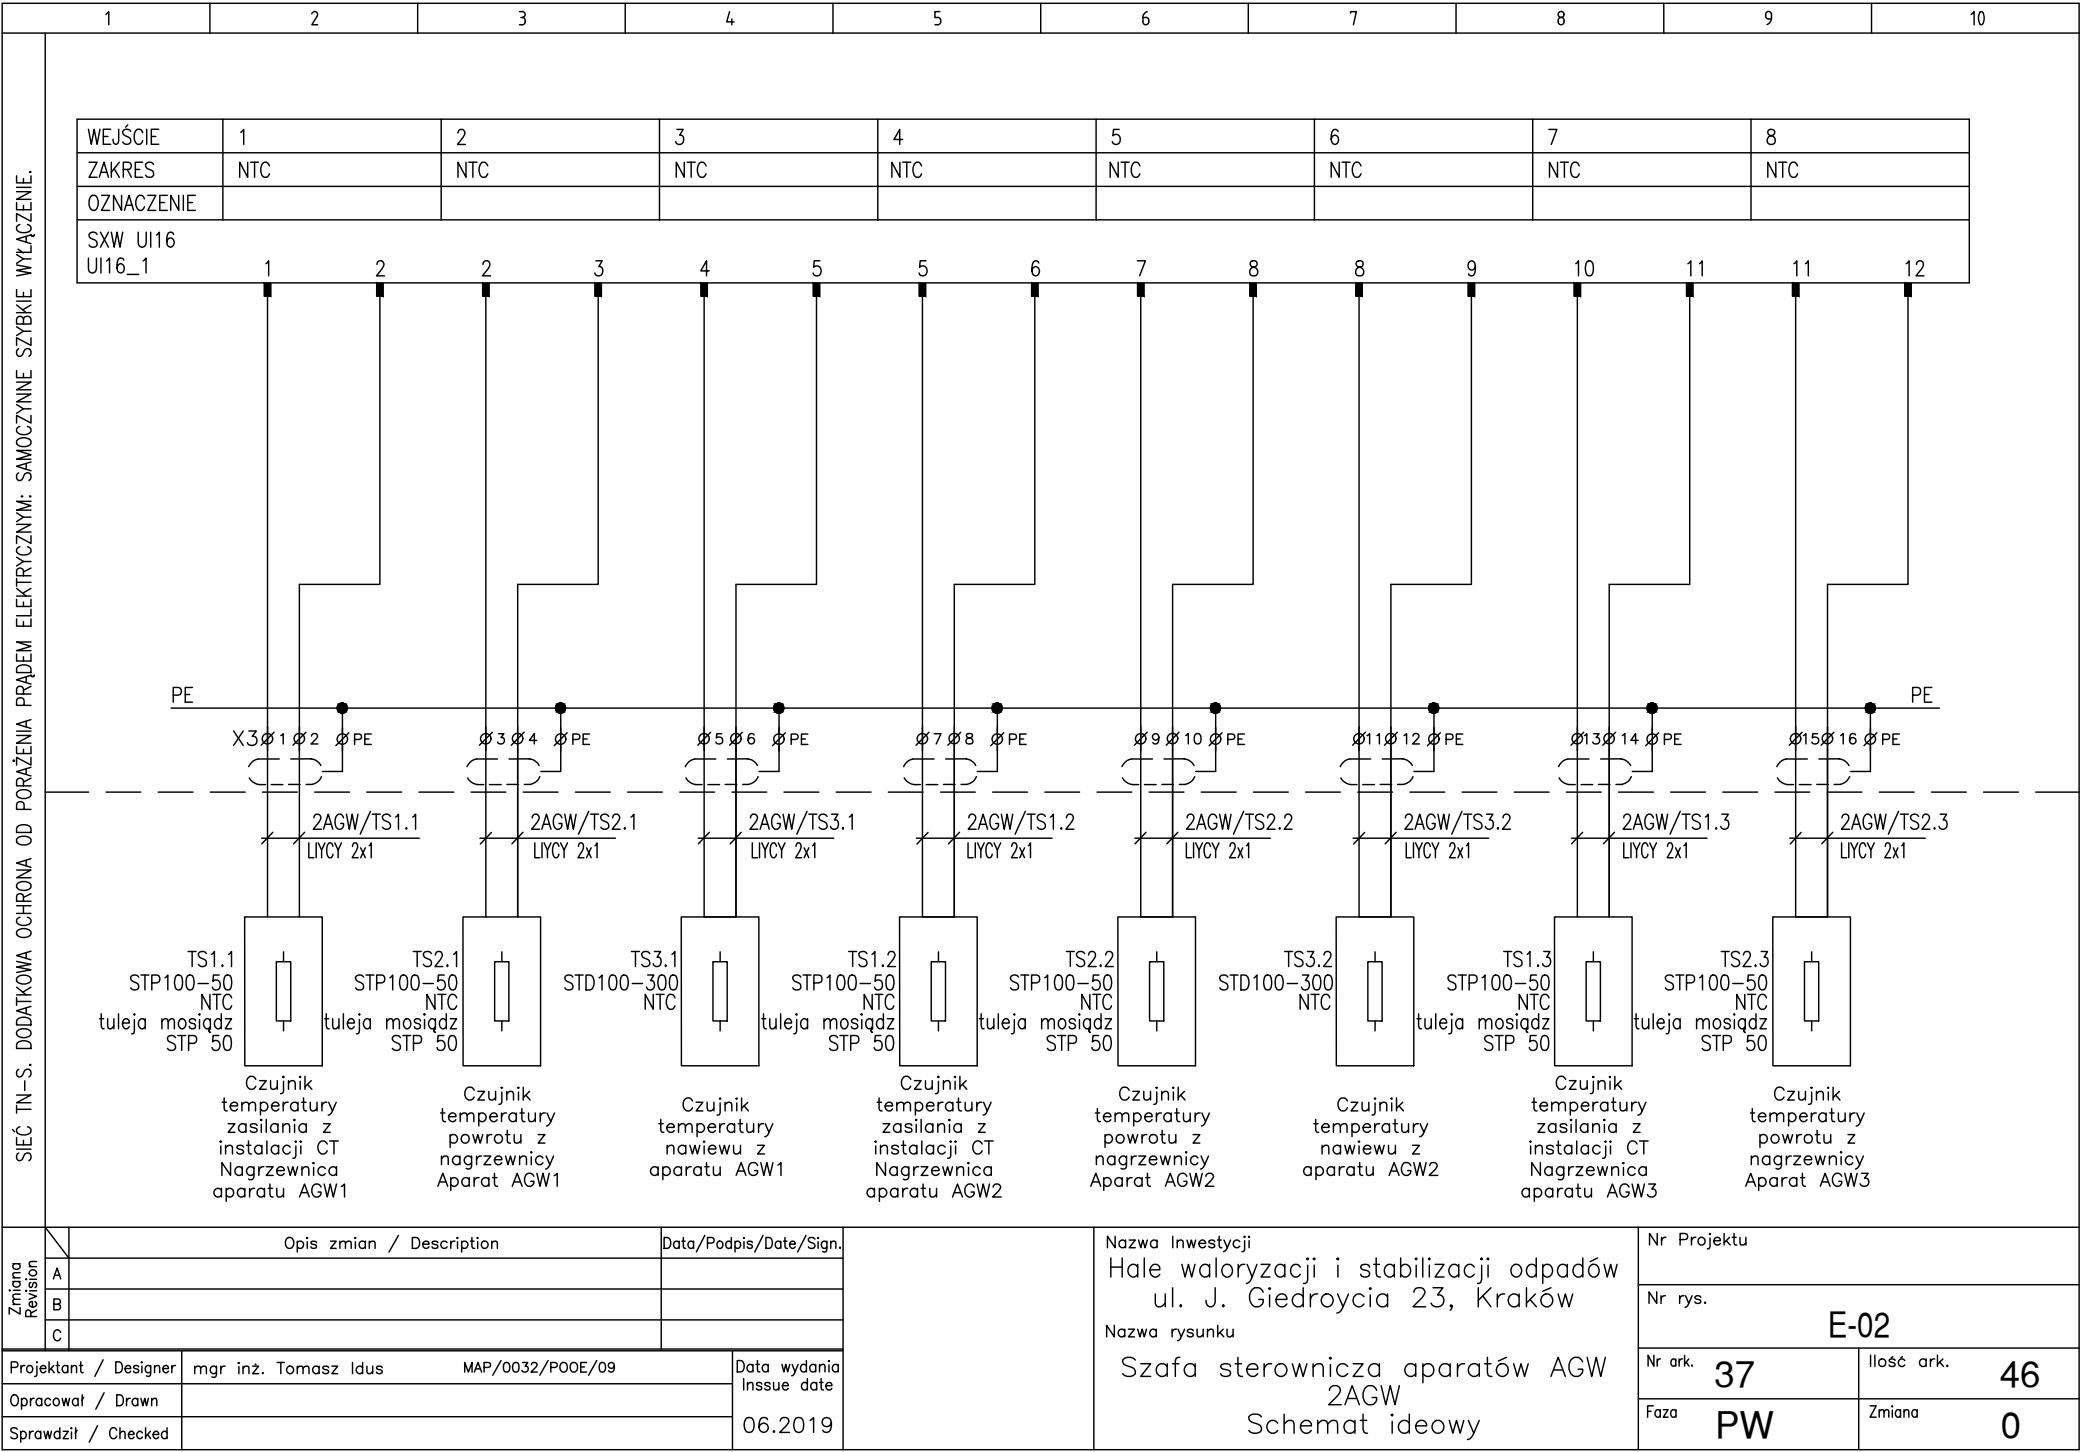 1 2 3 4 5 6 7 8 9 10
SIEĆ TN-S. DODATKOWA OCHRONA OD PORAŻENIA PRĄDEM ELEKTRYCZNYM: SAMOCZYNNE SZYBKIE WYŁĄCZENIE.
WEJŚCIE 1 2 3 4 5 6 7 8
ZAKRES NTC NTC NTC NTC NTC NTC NTC NTC
OZNACZENIE
SXW UI16
UI16_1 1 2 2 3 4 5 5 6 7 8 8 9 10 11 11 12
PE PE
X3 1 2 PE 3 4 PE 5 6 PE 7 8 PE 9 10 PE 11 12 PE 13 14 PE 15 16 PE
2AGW/TS1.1 2AGW/TS2.1 2AGW/TS3.1 2AGW/TS1.2 2AGW/TS2.2 2AGW/TS3.2 2AGW/TS1.3 2AGW/TS2.3
LIYCY 2x1 LIYCY 2x1 LIYCY 2x1 LIYCY 2x1 LIYCY 2x1 LIYCY 2x1 LIYCY 2x1 LIYCY 2x1
TS1.1
STP100-50
NTC
tuleja mosiądz
STP 50
Czujnik
temperatury
zasilania z
instalacji CT
Nagrzewnica
aparatu AGW1
TS2.1
STP100-50
NTC
tuleja mosiądz
STP 50
Czujnik
temperatury
powrotu z
nagrzewnicy
Aparat AGW1
TS3.1
STD100-300
NTC
Czujnik
temperatury
nawiewu z
aparatu AGW1
TS1.2
STP100-50
NTC
tuleja mosiądz
STP 50
Czujnik
temperatury
zasilania z
instalacji CT
Nagrzewnica
aparatu AGW2
TS2.2
STP100-50
NTC
tuleja mosiądz
STP 50
Czujnik
temperatury
powrotu z
nagrzewnicy
Aparat AGW2
TS3.2
STD100-300
NTC
Czujnik
temperatury
nawiewu z
aparatu AGW2
TS1.3
STP100-50
NTC
tuleja mosiądz
STP 50
Czujnik
temperatury
zasilania z
instalacji CT
Nagrzewnica
aparatu AGW3
TS2.3
STP100-50
NTC
tuleja mosiądz
STP 50
Czujnik
temperatury
powrotu z
nagrzewnicy
Aparat AGW3
Zmiana
Revision
Opis zmian / Description Data/Podpis/Date/Sign.
A
B
C
Projektant / Designer mgr inż. Tomasz Idus MAP/0032/POOE/09
Opracował / Drawn
Sprawdził / Checked
Data wydania
Inssue date
06.2019
Nazwa Inwestycji
Hale waloryzacji i stabilizacji odpadów
ul. J. Giedroycia 23, Kraków
Nazwa rysunku
Szafa sterownicza aparatów AGW
2AGW
Schemat ideowy
Nr Projektu
Nr rys.
E-02
Nr ark. 37 Ilość ark. 46
Faza PW Zmiana 0